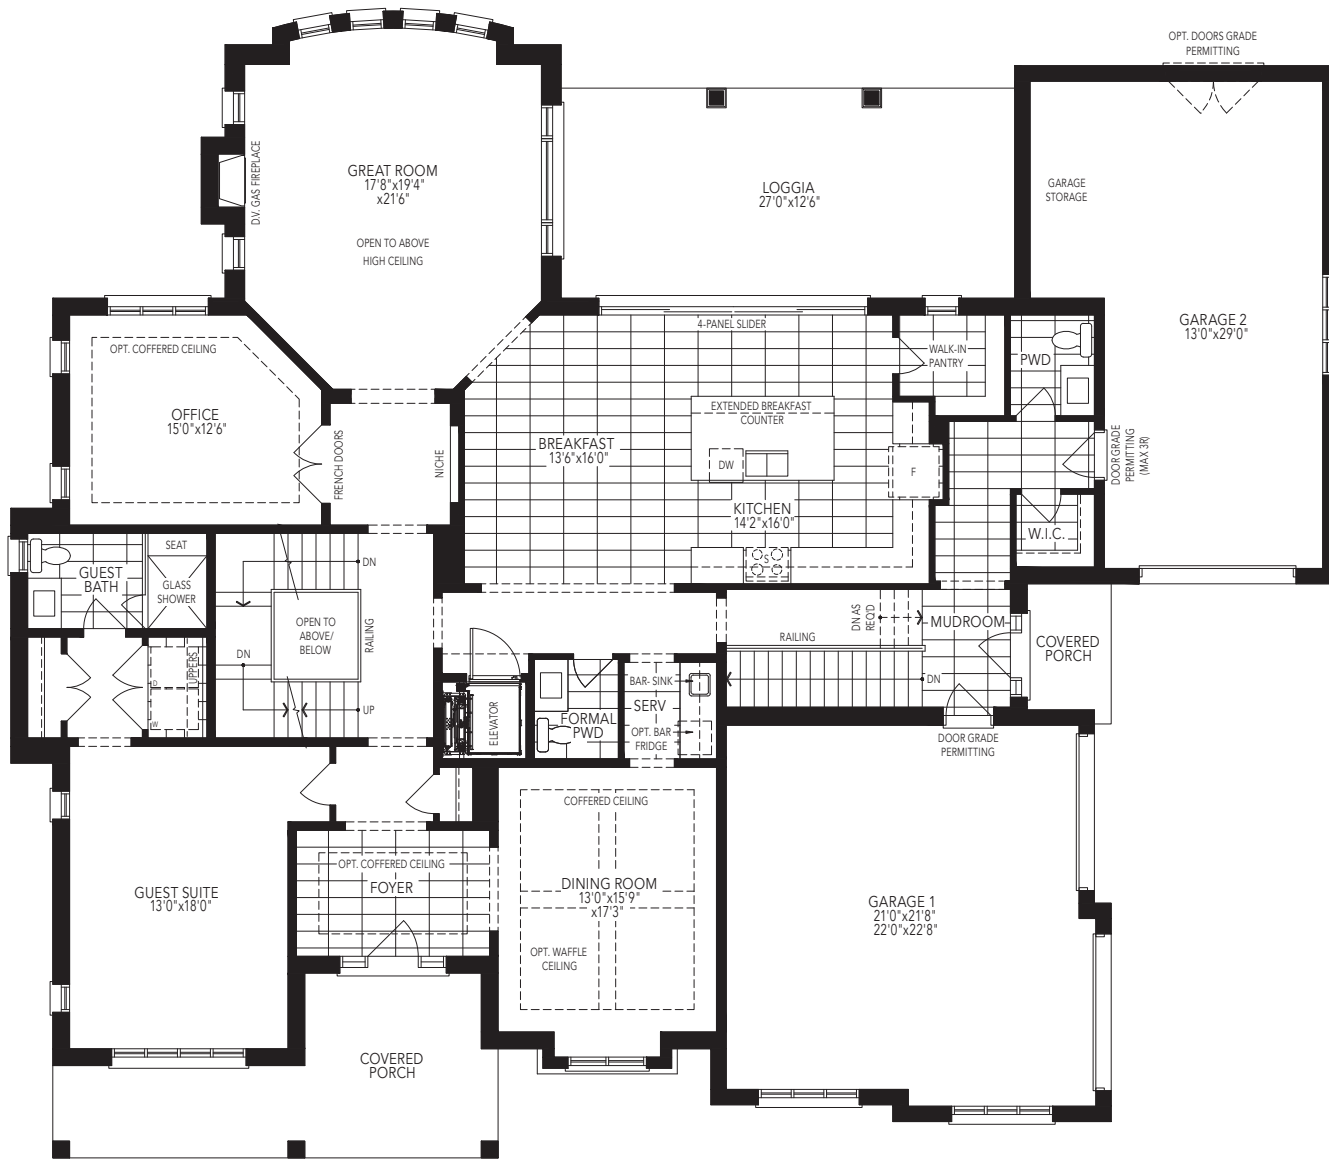 OPT. DOORS GRADE
PERMITTING
D.V. GAS FIREPLACE
GREAT ROOM
17'8"x19'4"
x21'6"
OPEN TO ABOVE
HIGH CEILING
LOGGIA
27'0"x12'6"
GARAGE
STORAGE
GARAGE 2
13'0"x29'0"
OPT. COFFERED CEILING
OFFICE
15'0"x12'6"
FRENCH DOORS
NICHE
4-PANEL SLIDER
WALK-IN
PANTRY
PWD
EXTENDED BREAKFAST
COUNTER
BREAKFAST
13'6"x16'0"
DW
F
KITCHEN
14'2"x16'0"
S
DOOR GRADE
PERMITTING
(MAX 3R)
W.I.C.
SEAT
GUEST
BATH
GLASS
SHOWER
DN
OPEN TO
ABOVE/
BELOW
RAILING
DN
UP
UPPERS
D
W
RAILING
DN AS
REQ'D
MUDROOM
DN
COVERED
PORCH
ELEVATOR
FORMAL
PWD
BAR- SINK
SERV
OPT. BAR
FRIDGE
DOOR GRADE
PERMITTING
GUEST SUITE
13'0"x18'0"
OPT. COFFERED CEILING
FOYER
COFFERED CEILING
DINING ROOM
13'0"x15'9"
x17'3"
OPT. WAFFLE
CEILING
GARAGE 1
21'0"x21'8"
22'0"x22'8"
COVERED
PORCH